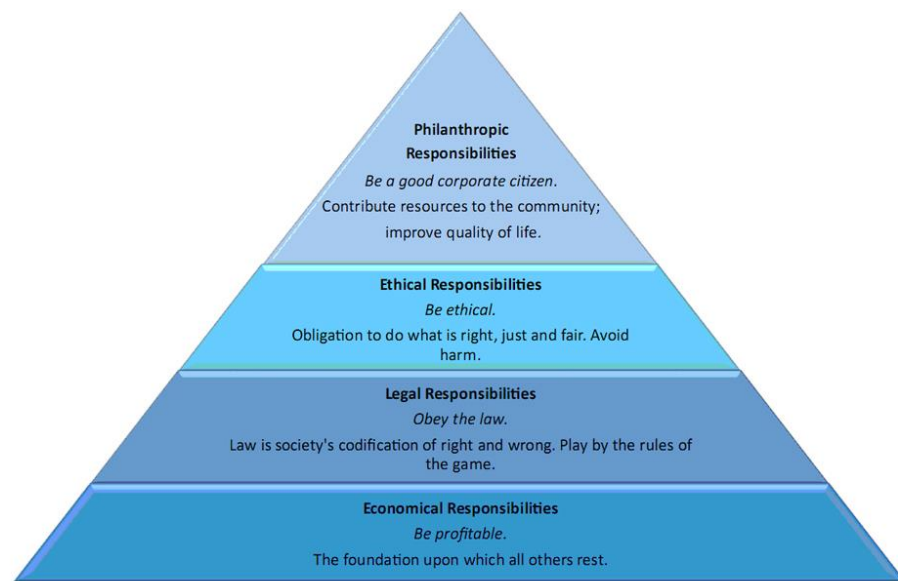 Philanthropic
Responsibilities
Be a good corporate citizen.
Contribute resources to the community;
improve quality of life.
Ethical Responsibilities
Be ethical.
Obligation to do what is right, just and fair. Avoid
harm.
Legal Responsibilities
Obey the law.
Law is society's codification of right and wrong. Play by the rules of
the game.
Economical Responsibilities
Be profitable.
The foundation upon which all others rest.